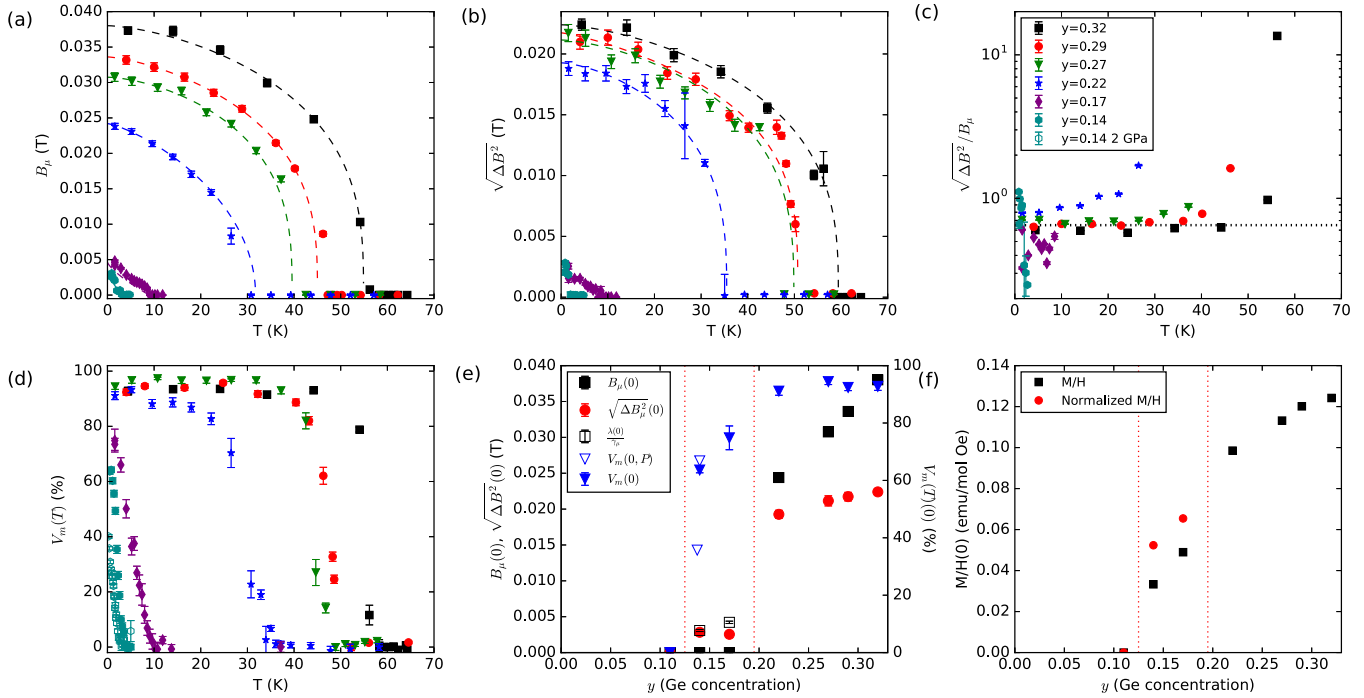 (a)
0.040
0.035
0.030
0.025
0.020
0.015
0.010
0.005
0.000
B_μ (T)
0 10 20 30 40 50 60 70
T (K)
(b)
0.020
0.015
0.010
0.005
0.000
√ΔB² (T)
0 10 20 30 40 50 60 70
T (K)
(c)
10¹
10⁰
√ΔB²/B_μ
y=0.32
y=0.29
y=0.27
y=0.22
y=0.17
y=0.14
y=0.14 2 GPa
0 10 20 30 40 50 60 70
T (K)
(d)
100
80
60
40
20
0
V_m(T) (%)
0 10 20 30 40 50 60 70
T (K)
(e)
0.040
0.035
0.030
0.025
0.020
0.015
0.010
0.005
0.000
B_μ(0), √ΔB²(0) (T)
B_μ(0)
√ΔB_μ²(0)
λ(0)/γ_μ
V_m(0, P)
V_m(0)
100
80
60
40
20
0
V_m(T)(0) (%)
0.00 0.05 0.10 0.15 0.20 0.25 0.30
y (Ge concentration)
(f)
0.14
0.12
0.10
0.08
0.06
0.04
0.02
0.00
M/H(0) (emu/mol Oe)
M/H
Normalized M/H
0.00 0.05 0.10 0.15 0.20 0.25 0.30
y (Ge concentration)